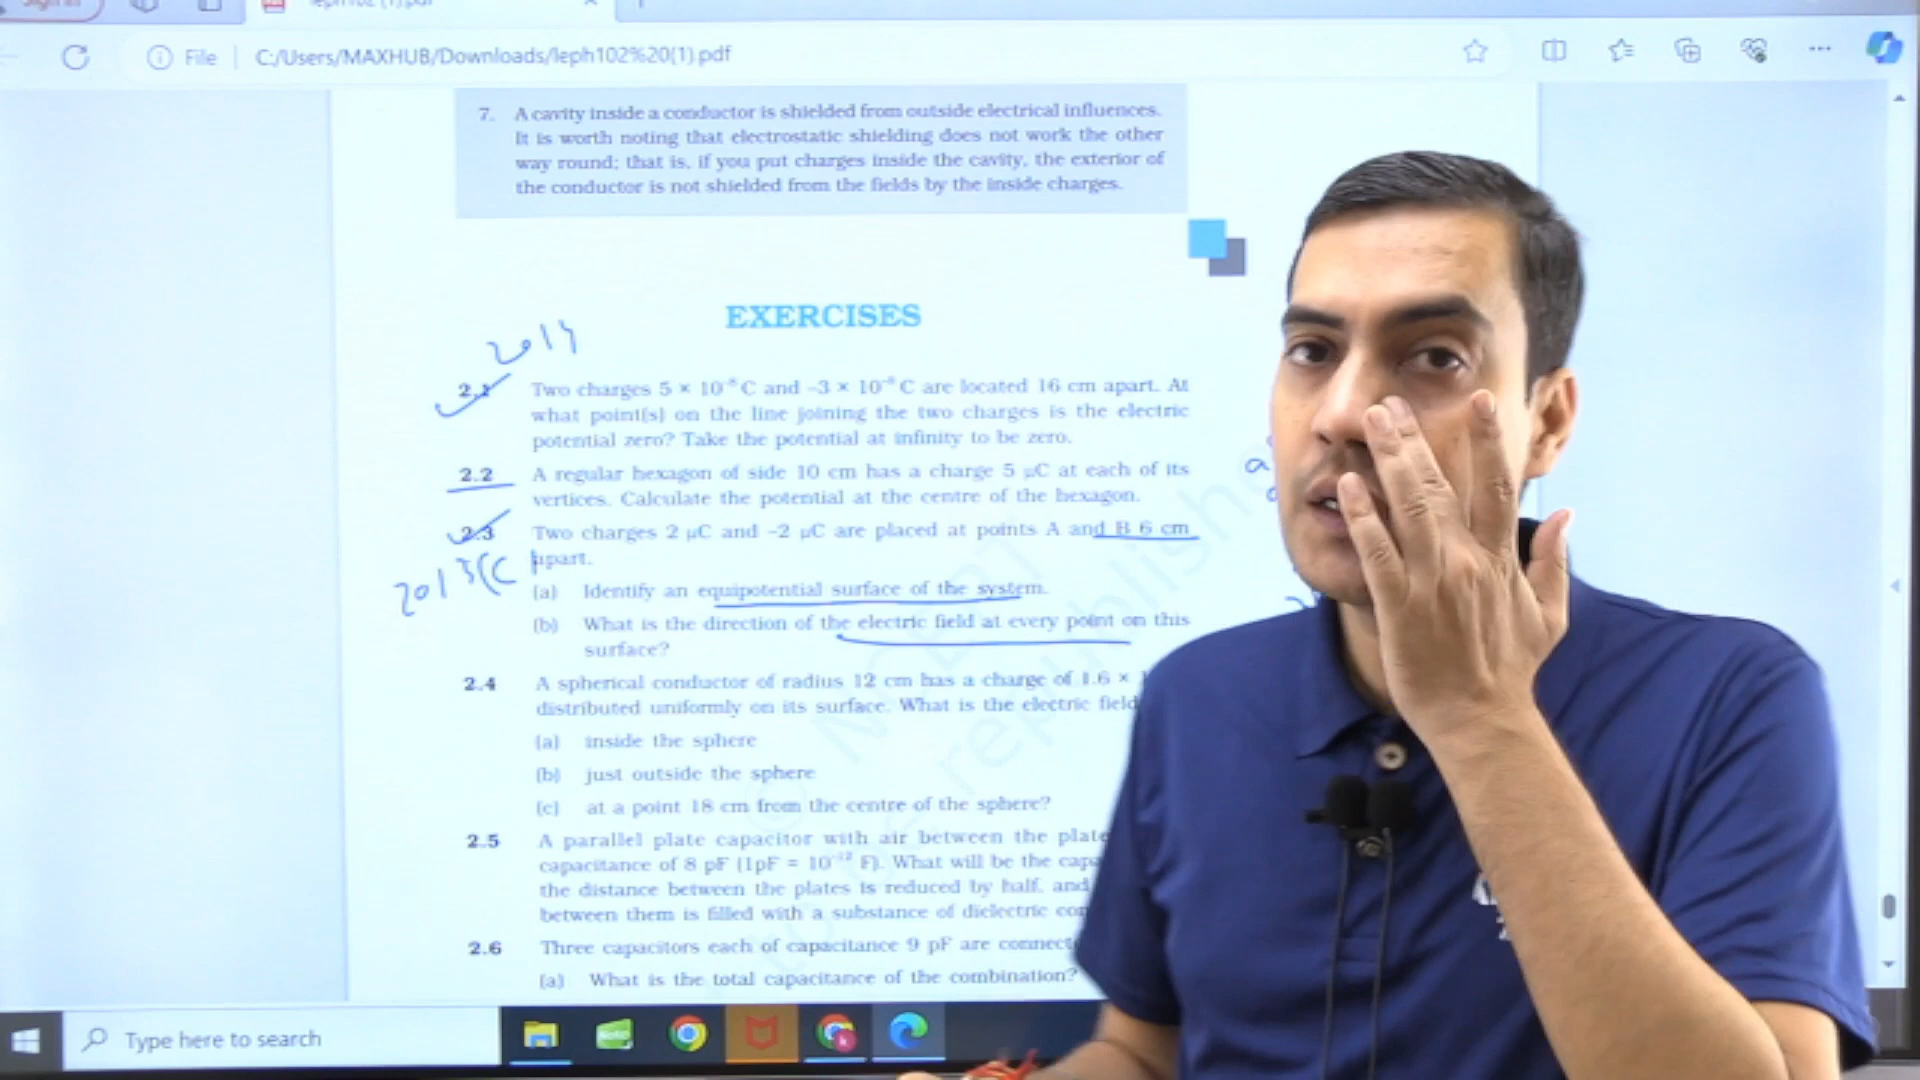 Sign in
leph102 (1).pdf
File
C:/Users/MAXHUB/Downloads/leph102%20(1).pdf
7. A cavity inside a conductor is shielded from outside electrical influences.
It is worth noting that electrostatic shielding does not work the other
way round; that is, if you put charges inside the cavity, the exterior of
the conductor is not shielded from the fields by the inside charges.
EXERCISES
2.1 Two charges 5 × 10⁻⁸ C and –3 × 10⁻⁸ C are located 16 cm apart. At
what point(s) on the line joining the two charges is the electric
potential zero? Take the potential at infinity to be zero.
2.2 A regular hexagon of side 10 cm has a charge 5 μC at each of its
vertices. Calculate the potential at the centre of the hexagon.
2.3 Two charges 2 μC and –2 μC are placed at points A and B 6 cm
apart.
2013(C
(a) Identify an equipotential surface of the system.
(b) What is the direction of the electric field at every point on this
surface?
2.4 A spherical conductor of radius 12 cm has a charge of 1.6 ×
distributed uniformly on its surface. What is the electric field
(a) inside the sphere
(b) just outside the sphere
(c) at a point 18 cm from the centre of the sphere?
2.5 A parallel plate capacitor with air between the plate
capacitance of 8 pF (1pF = 10⁻¹² F). What will be the capa
the distance between the plates is reduced by half, and
between them is filled with a substance of dielectric con
2.6 Three capacitors each of capacitance 9 pF are connect
(a) What is the total capacitance of the combination?
© NCERT
to be republishe
Type here to search